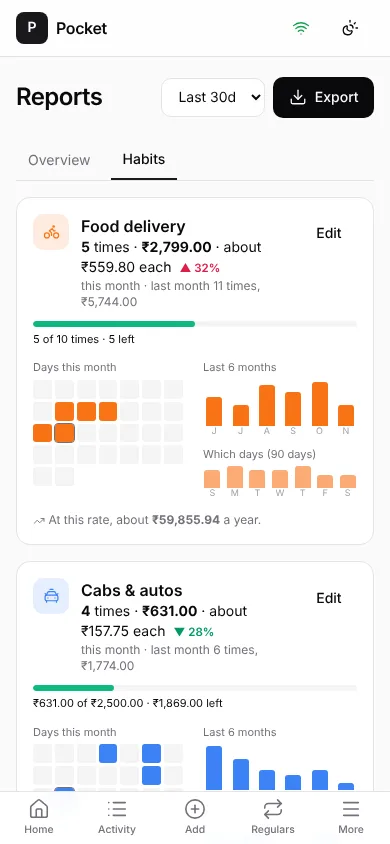 P Pocket
Reports
Last 30d
Export
Overview
Habits
Food delivery
Edit
5 times · ₹2,799.00 · about
₹559.80 each ▲ 32%
this month · last month 11 times,
₹5,744.00
5 of 10 times · 5 left
Days this month
Last 6 months
J J A S O N
Which days (90 days)
S M T W T F S
At this rate, about ₹59,855.94 a year.
Cabs & autos
Edit
4 times · ₹631.00 · about
₹157.75 each ▼ 28%
this month · last month 6 times,
₹1,774.00
₹631.00 of ₹2,500.00 · ₹1,869.00 left
Days this month
Last 6 months
Home
Activity
Add
Regulars
More